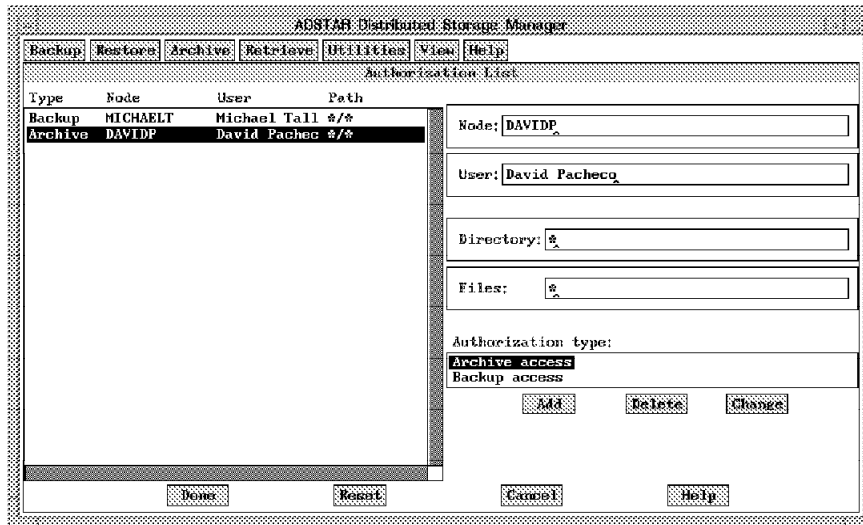 ADSTAR Distributed Storage Manager
Backup Restore Archive Retrieve Utilities View Help
Authorization List
Type Node User Path
Backup MICHAELT Michael Tall */*
Archive DAVIDP David Pachec */*
Node: DAVIDP
User: David Pacheco
Directory: *
Files: *
Authorization type:
Archive access
Backup access
Add Delete Change
Done Reset Cancel Help